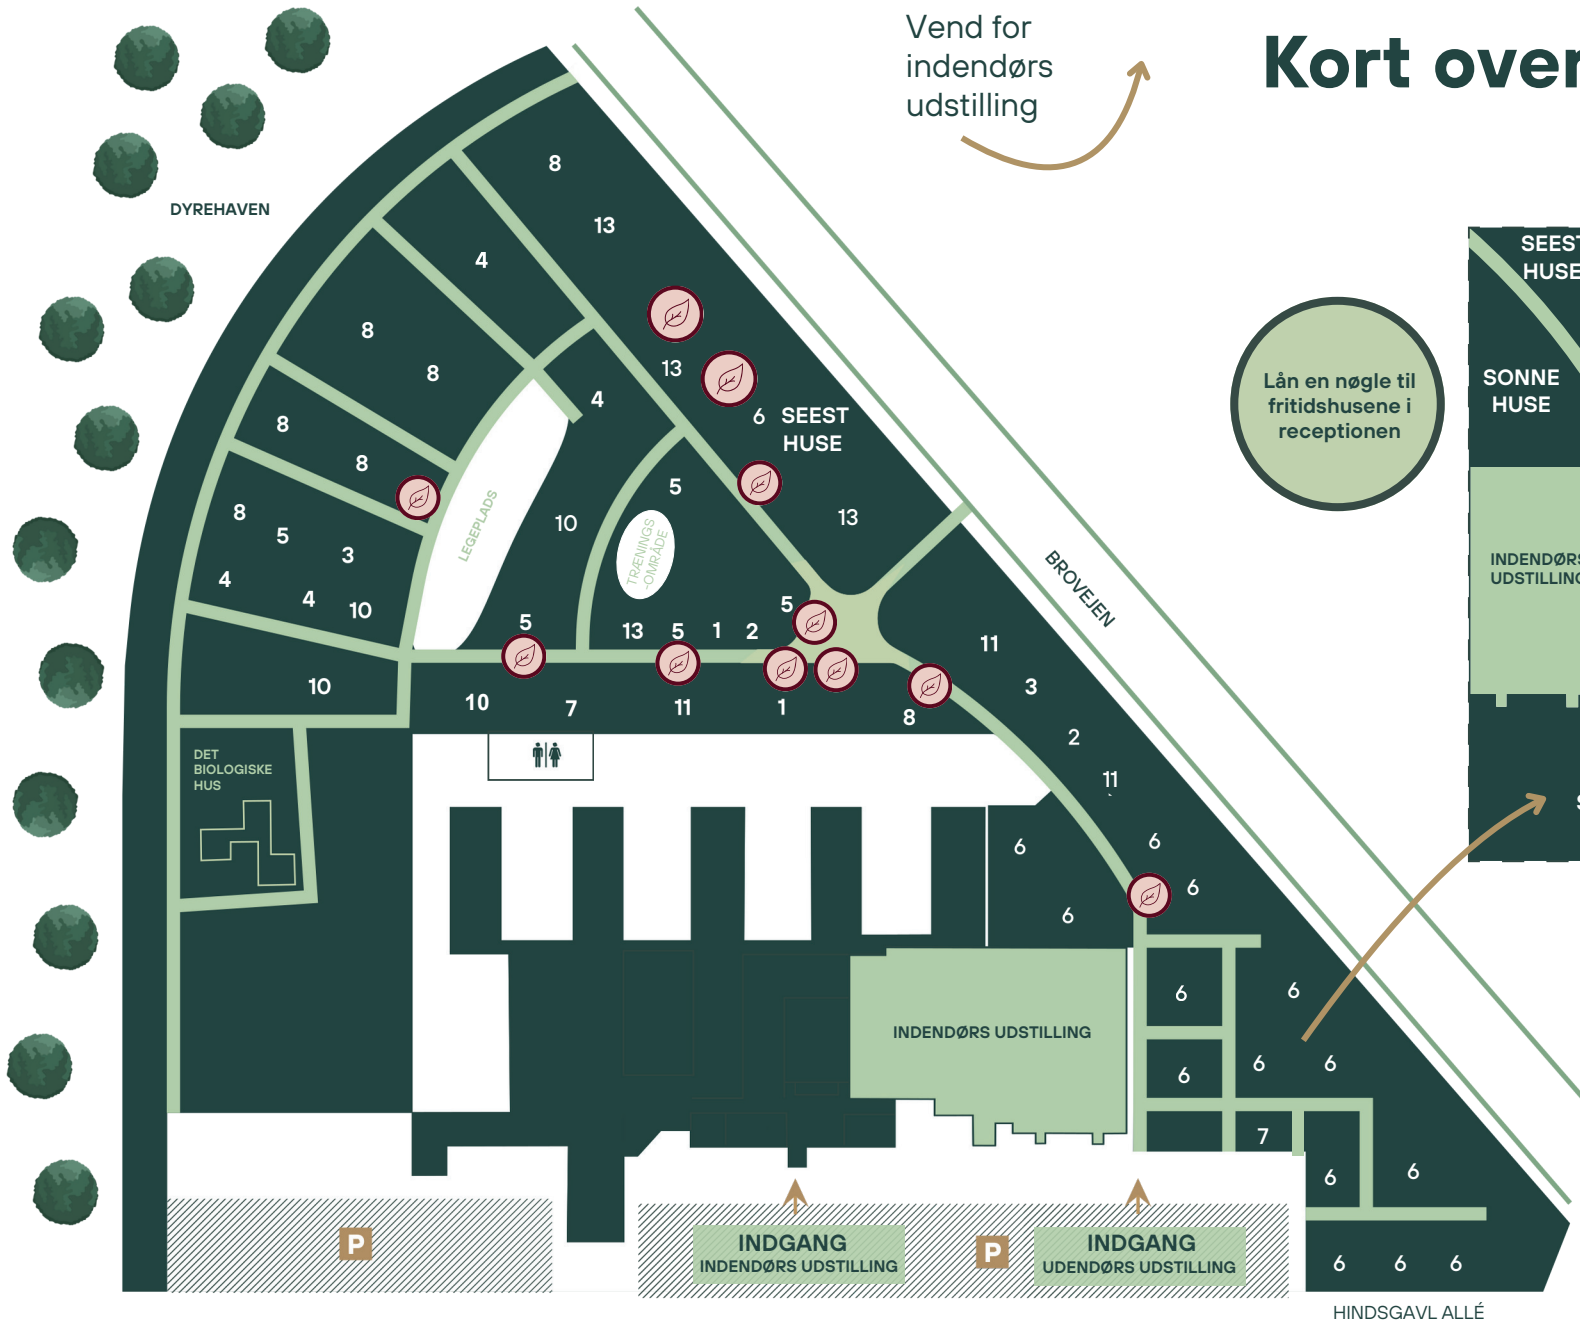 Vend for
indendørs
udstilling
Kort over
DYREHAVEN
8
13
4
8
8
13
4
6
SEEST
HUSE
8
8
5
LEGEPLADS
10
13
TRÆNINGS
-OMRÅDE
8
5
3
4
4
10
5
13
5
1
2
5
10
10
7
11
1
8
11
3
2
11
BROVEJEN
DET
BIOLOGISKE
HUS
6
6
6
6
INDENDØRS UDSTILLING
6
6
6
6
6
7
6
6
6
6
6
P
INDGANG
INDENDØRS UDSTILLING
P
INDGANG
UDENDØRS UDSTILLING
HINDSGAVL ALLÉ
Lån en nøgle til
fritidshusene i
receptionen
SEEST
HUSE
SONNE
HUSE
INDENDØRS
UDSTILLING